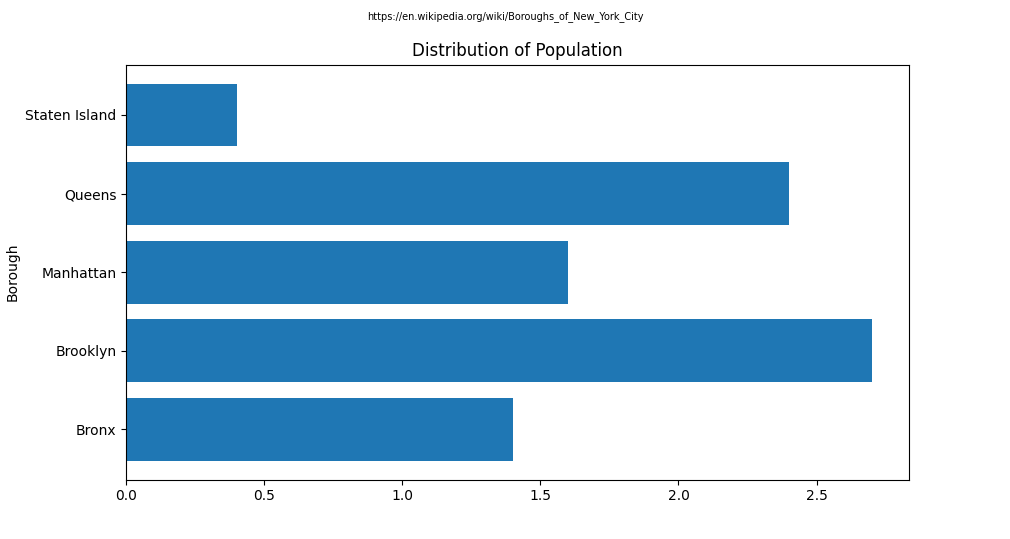 https://en.wikipedia.org/wiki/Boroughs_of_New_York_City
Distribution of Population
Staten Island
Queens
Manhattan
Brooklyn
Bronx
Borough
0.0 0.5 1.0 1.5 2.0 2.5